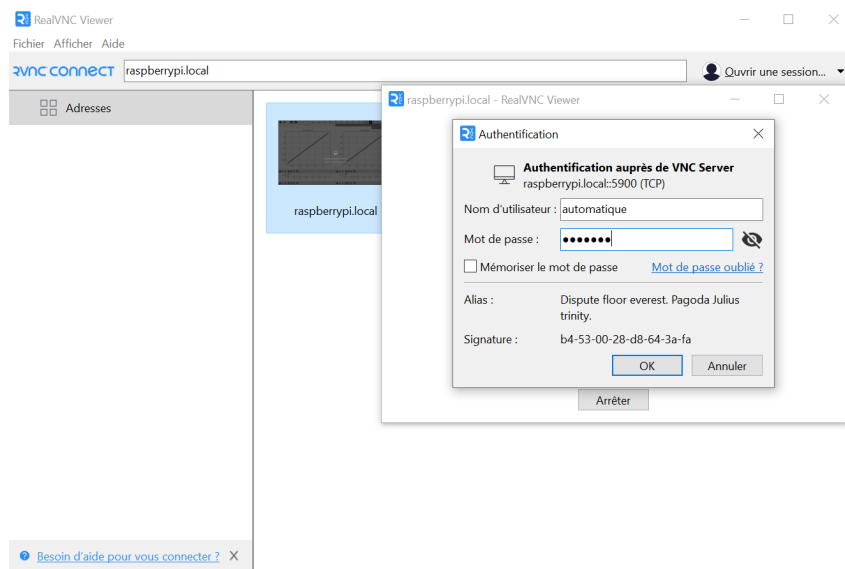 RealVNC Viewer
Fichier Afficher Aide
RVNC CONNECT
raspberrypi.local
Ouvrir une session...
Adresses
raspberrypi.local
raspberrypi.local - RealVNC Viewer
Authentification
Authentification auprès de VNC Server
raspberrypi.local::5900 (TCP)
Nom d'utilisateur : automatique
Mot de passe : •••••••
Mémoriser le mot de passe Mot de passe oublié ?
Alias : Dispute floor everest. Pagoda Julius
trinity.
Signature : b4-53-00-28-d8-64-3a-fa
OK Annuler
Arrêter
Besoin d'aide pour vous connecter ? X